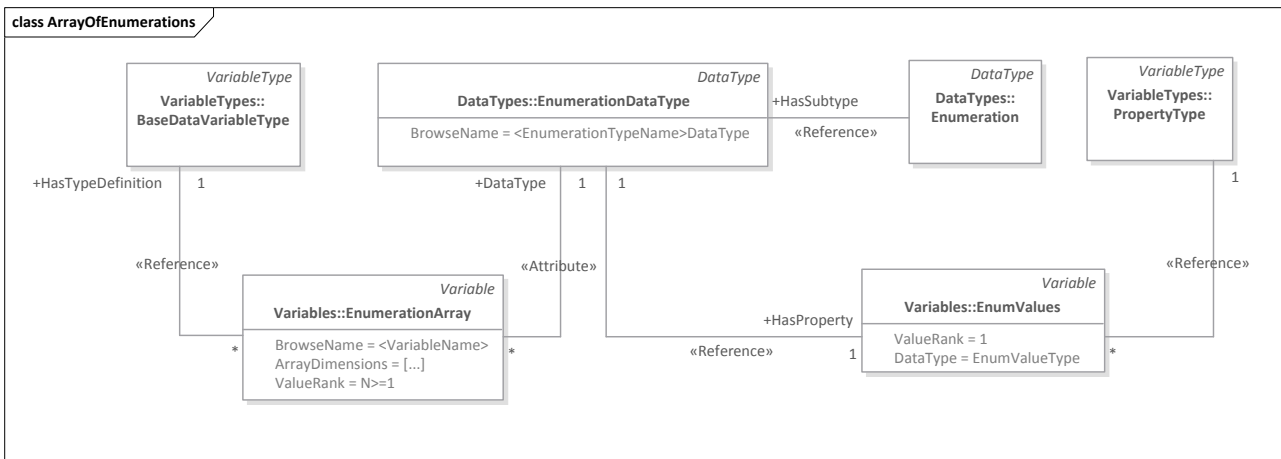 class ArrayOfEnumerations
VariableType
VariableTypes::
BaseDataVariableType
DataType
DataTypes::EnumerationDataType
BrowseName = <EnumerationTypeName>DataType
+HasSubtype
«Reference»
DataType
DataTypes::
Enumeration
VariableType
VariableTypes::
PropertyType
+HasTypeDefinition
1
+DataType
1
1
1
«Reference»
«Attribute»
«Reference»
Variable
Variables::EnumerationArray
BrowseName = <VariableName>
ArrayDimensions = [...]
ValueRank = N>=1
*
*
+HasProperty
«Reference»
1
Variable
Variables::EnumValues
ValueRank = 1
DataType = EnumValueType
*